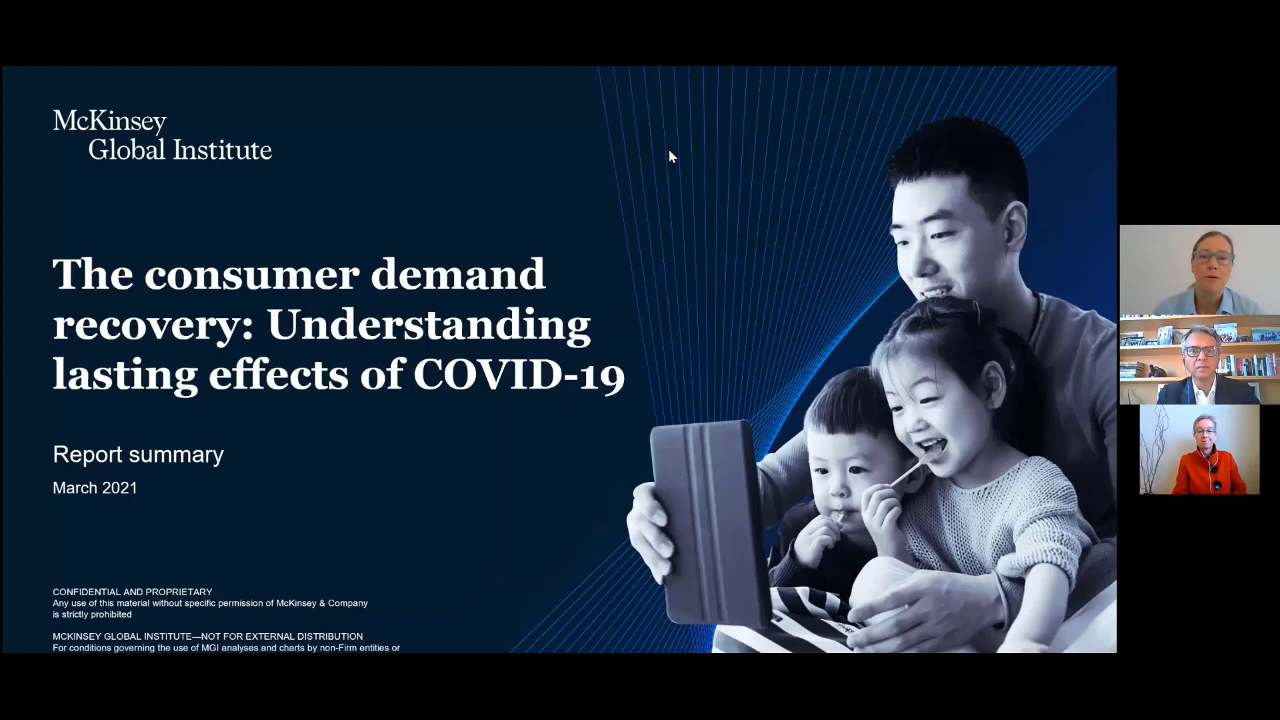 McKinsey
Global Institute
The consumer demand
recovery: Understanding
lasting effects of COVID-19
Report summary
March 2021
CONFIDENTIAL AND PROPRIETARY
Any use of this material without specific permission of McKinsey & Company
is strictly prohibited
MCKINSEY GLOBAL INSTITUTE—NOT FOR EXTERNAL DISTRIBUTION
For conditions governing the use of MGI analyses and charts by non-Firm entities or